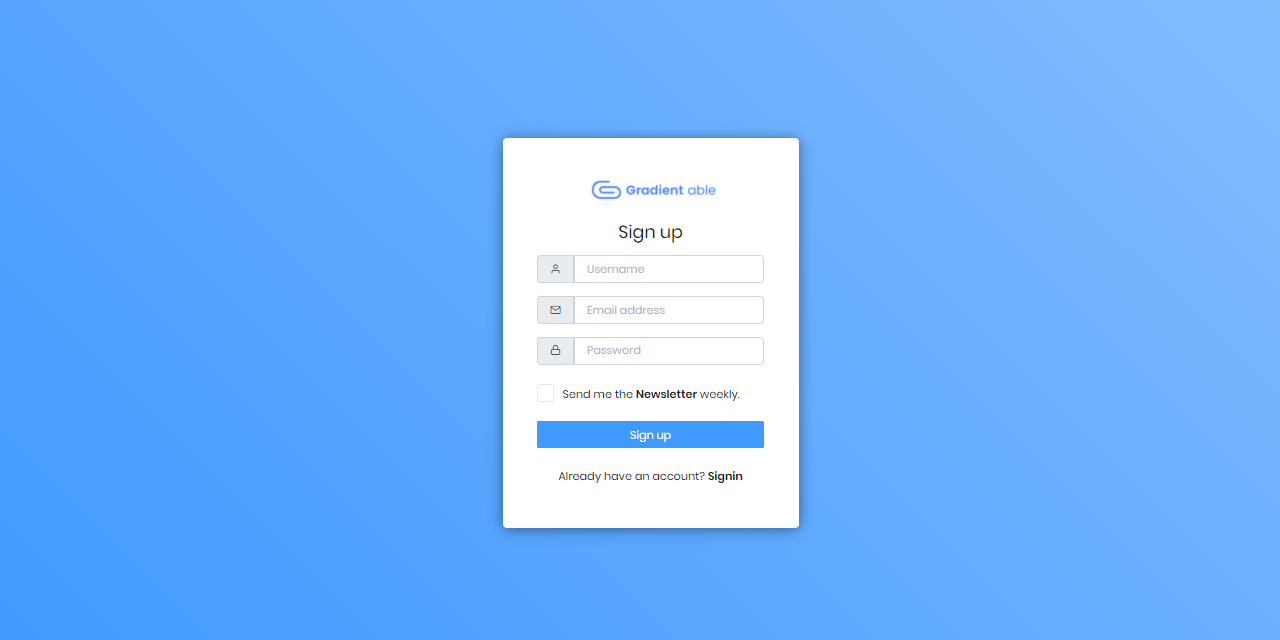 Gradient able
Sign up
Username
Email address
Password
Send me the Newsletter weekly.
Sign up
Already have an account? Signin